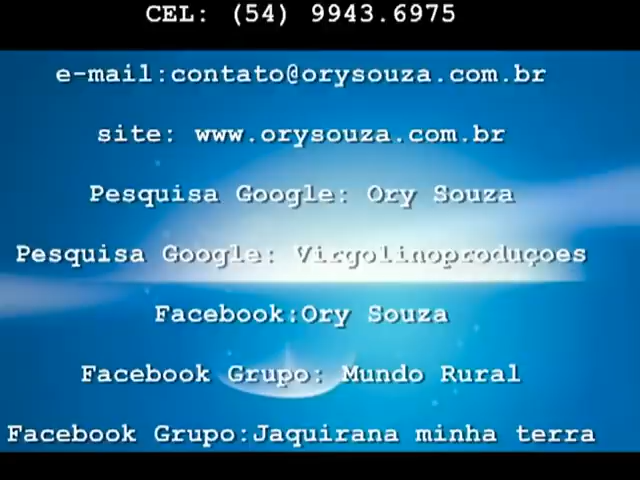 CEL: (54) 9943.6975
e-mail:contato@orysouza.com.br
site: www.orysouza.com.br
Pesquisa Google: Ory Souza
Pesquisa Google: Virgolinoproduçoes
Facebook:Ory Souza
Facebook Grupo: Mundo Rural
Facebook Grupo:Jaquirana minha terra